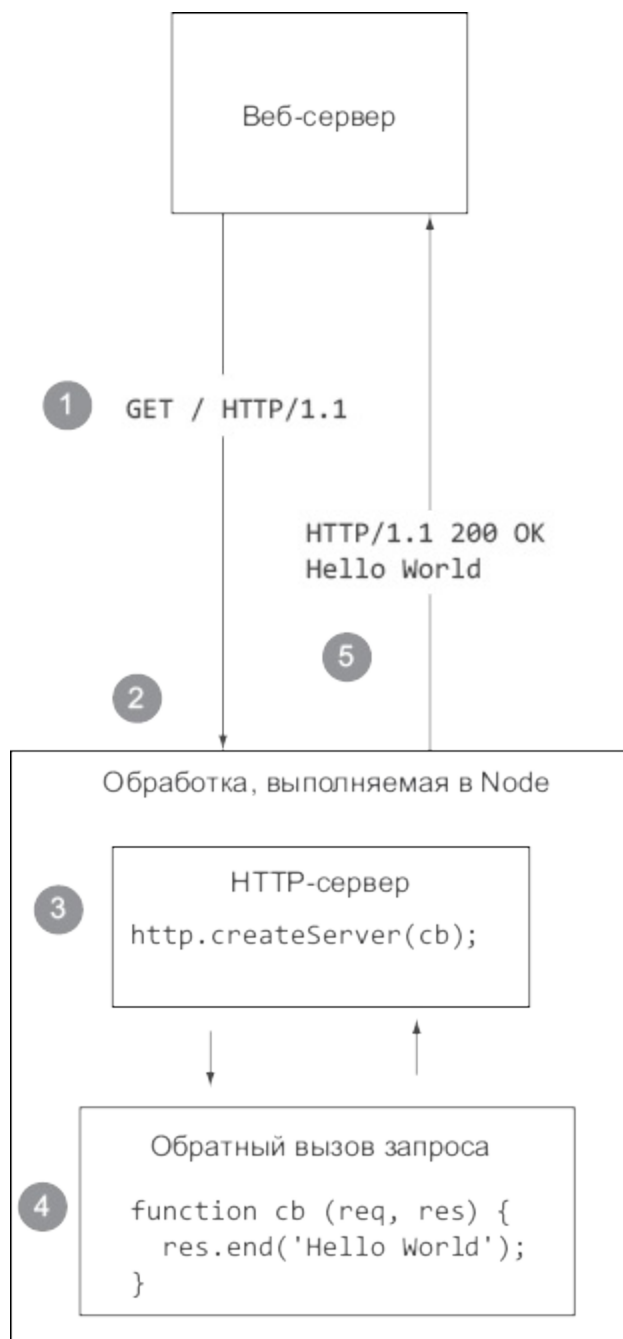 Веб-сервер
1
GET / HTTP/1.1
HTTP/1.1 200 OK
Hello World
5
2
Обработка, выполняемая в Node
HTTP-сервер
3
http.createServer(cb);
Обратный вызов запроса
4
function cb (req, res) {
  res.end('Hello World');
}